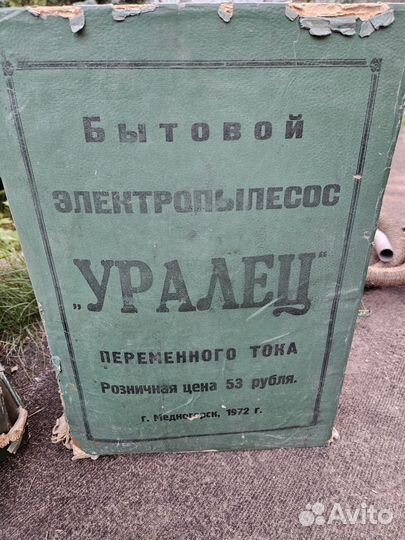 Бытовой
электропылесос
„УРАЛЕЦ“
ПЕРЕМЕННОГО ТОКА
Розничная цена 53 рубля.
г. Медногорск, 1972 г.
Avito